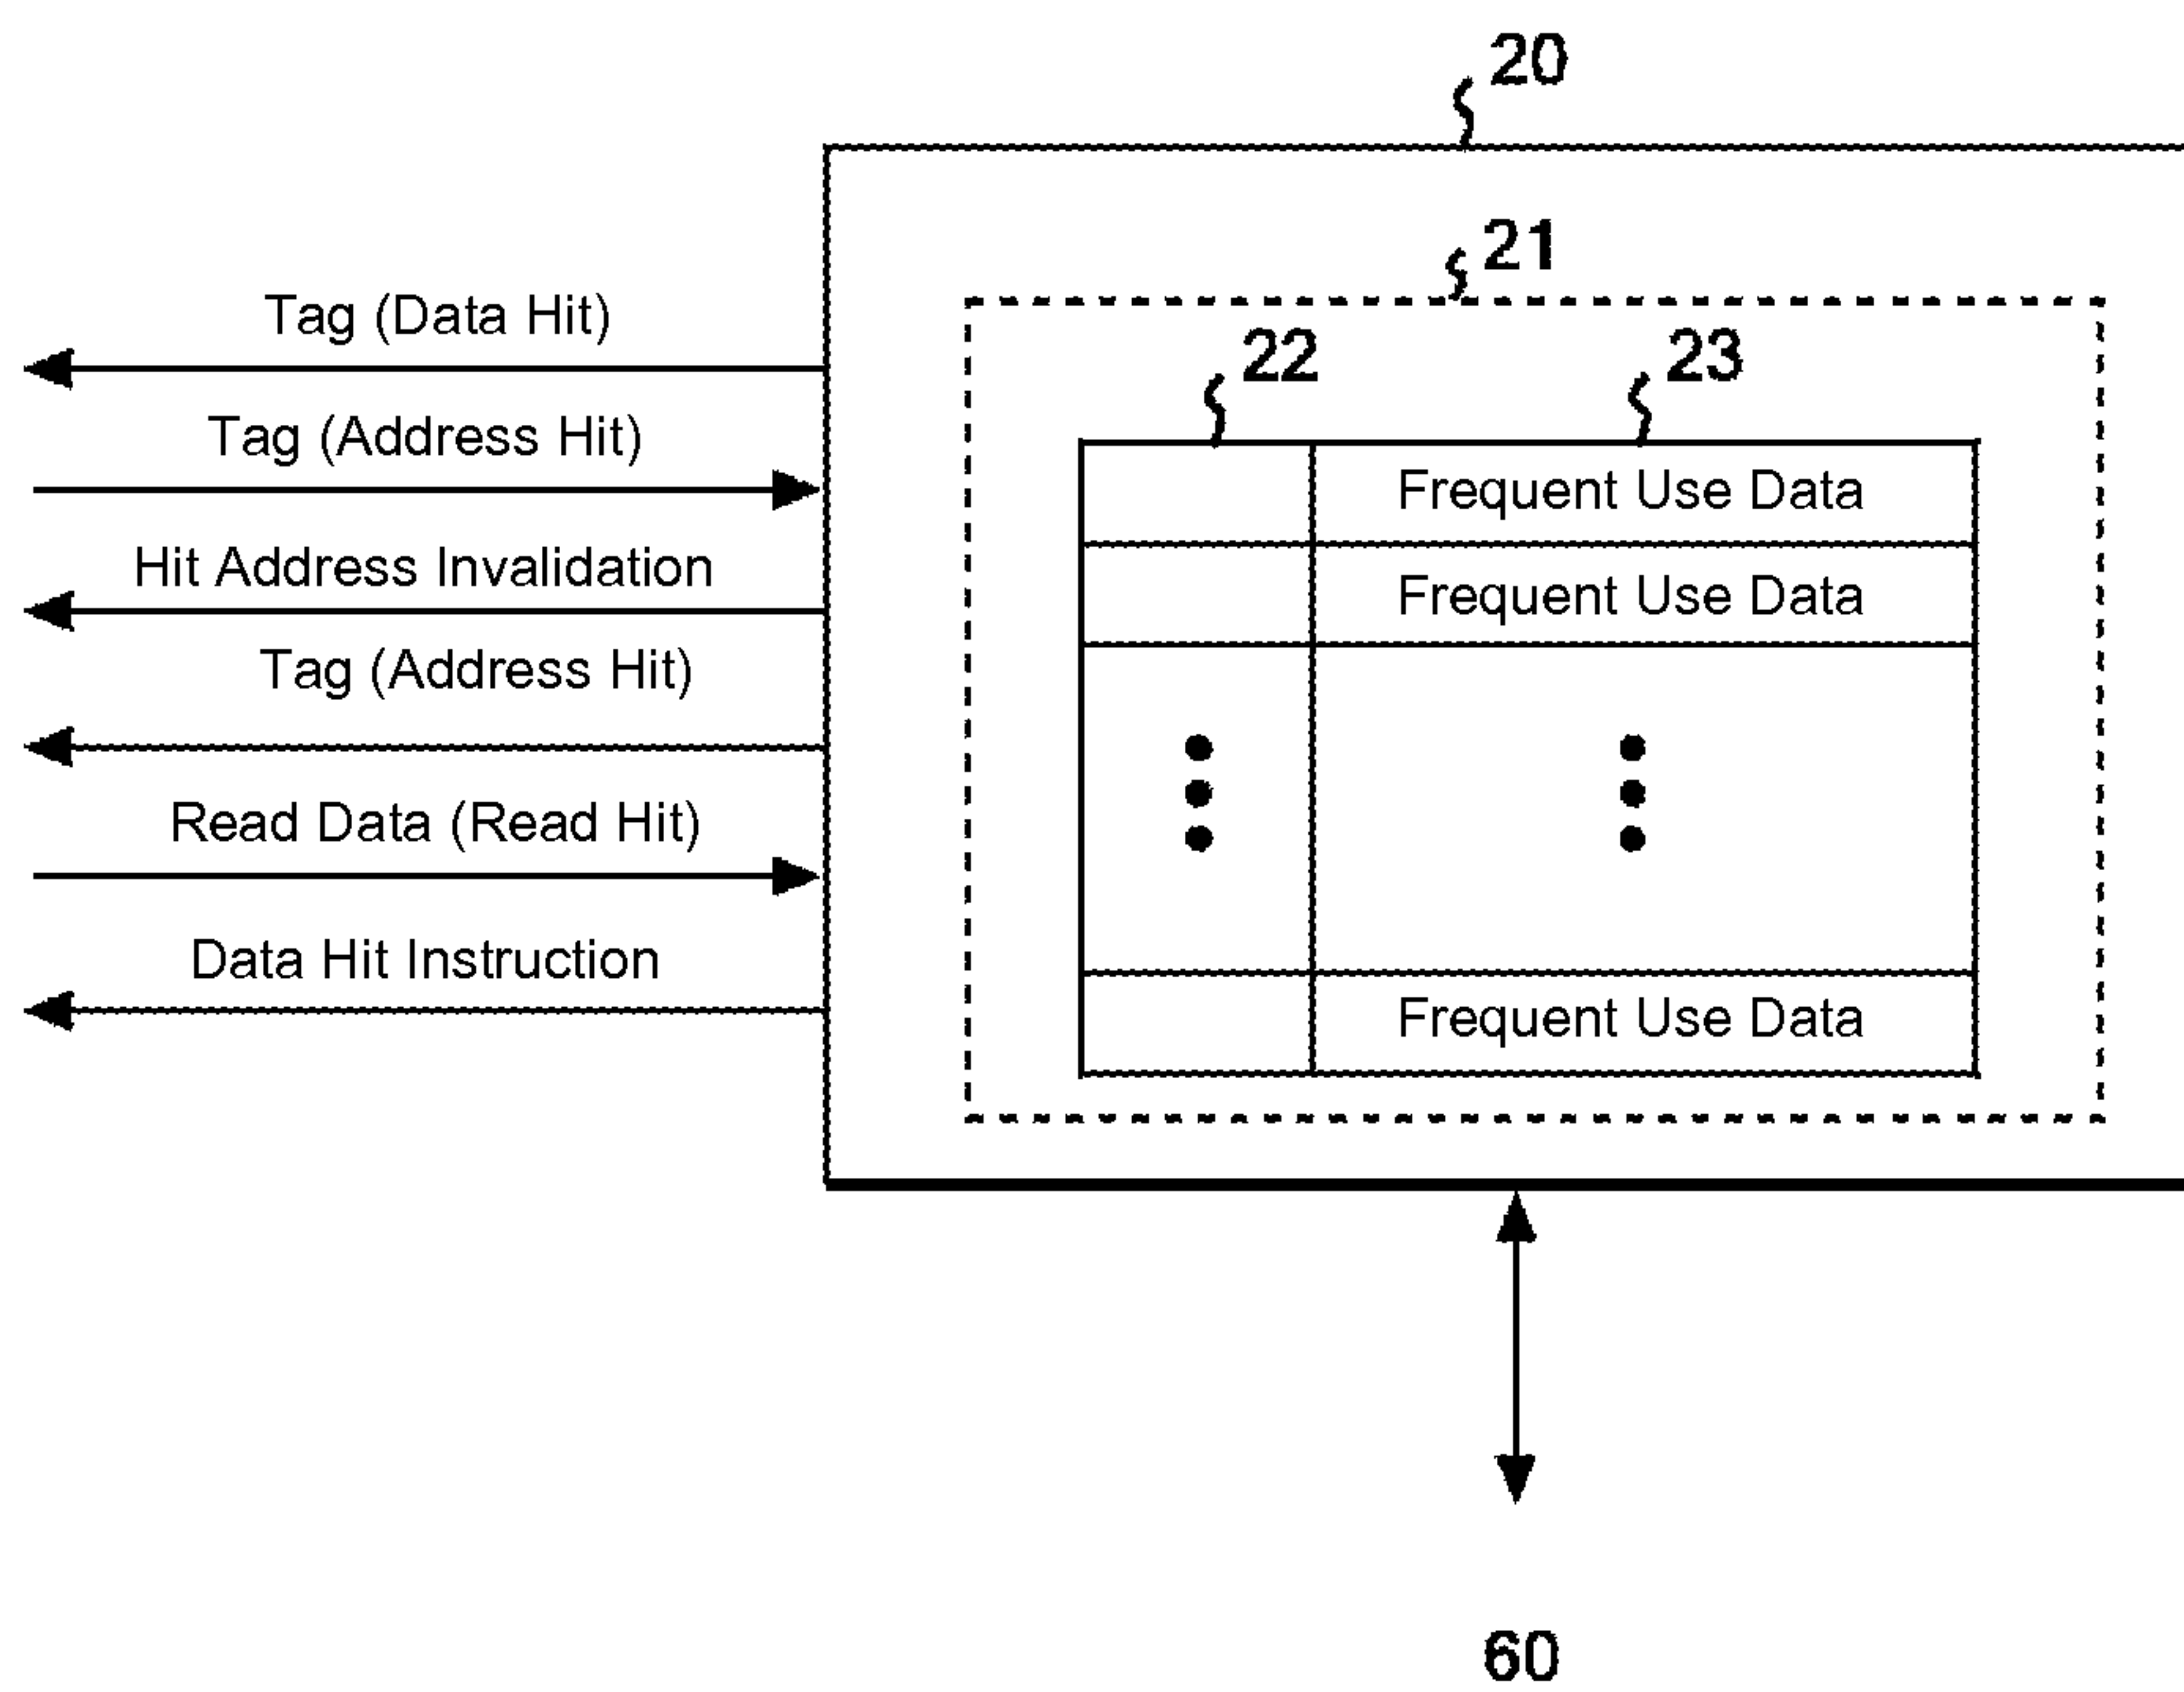 20
21
22
23
Tag (Data Hit)
Tag (Address Hit)
Hit Address Invalidation
Tag (Address Hit)
Read Data (Read Hit)
Data Hit Instruction
Frequent Use Data
Frequent Use Data
Frequent Use Data
60